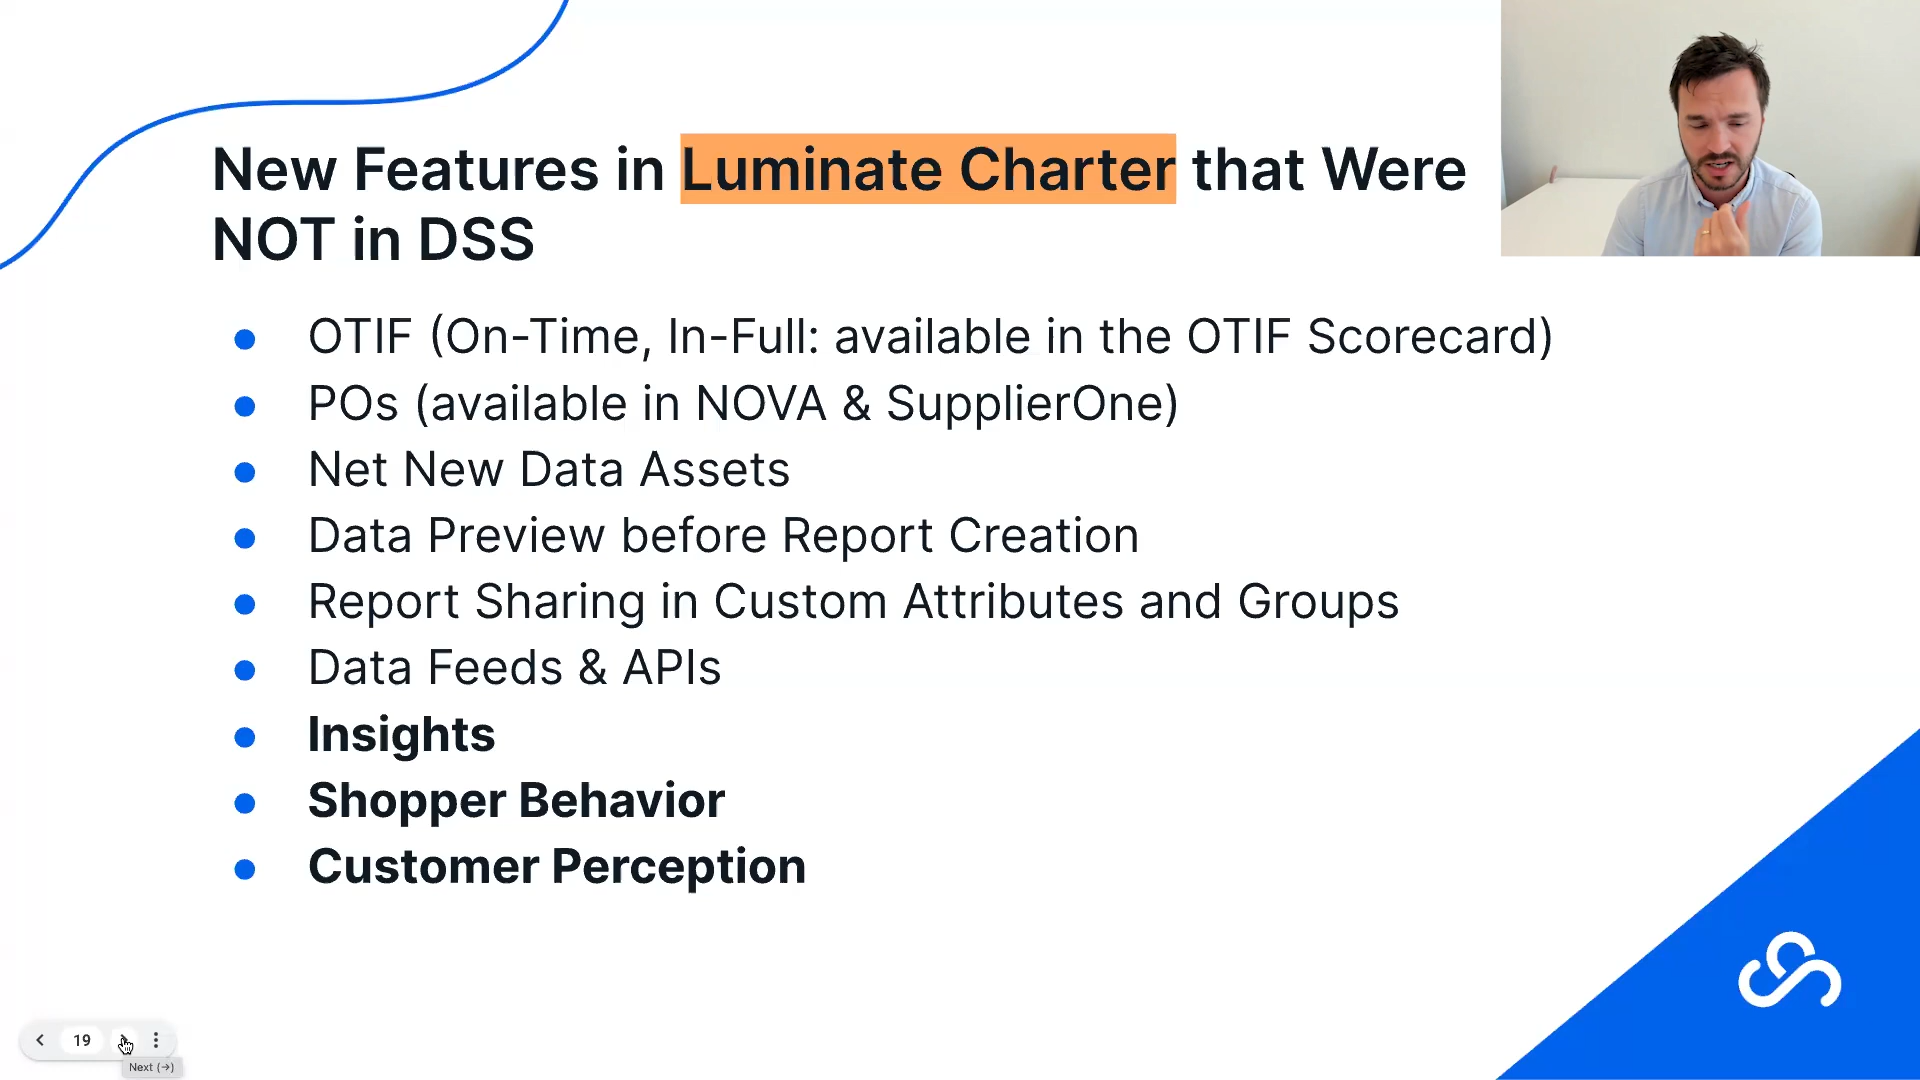 New Features in Luminate Charter that Were
NOT in DSS
● OTIF (On-Time, In-Full: available in the OTIF Scorecard)
● POs (available in NOVA & SupplierOne)
● Net New Data Assets
● Data Preview before Report Creation
● Report Sharing in Custom Attributes and Groups
● Data Feeds & APIs
● Insights
● Shopper Behavior
● Customer Perception
19
Next (→)